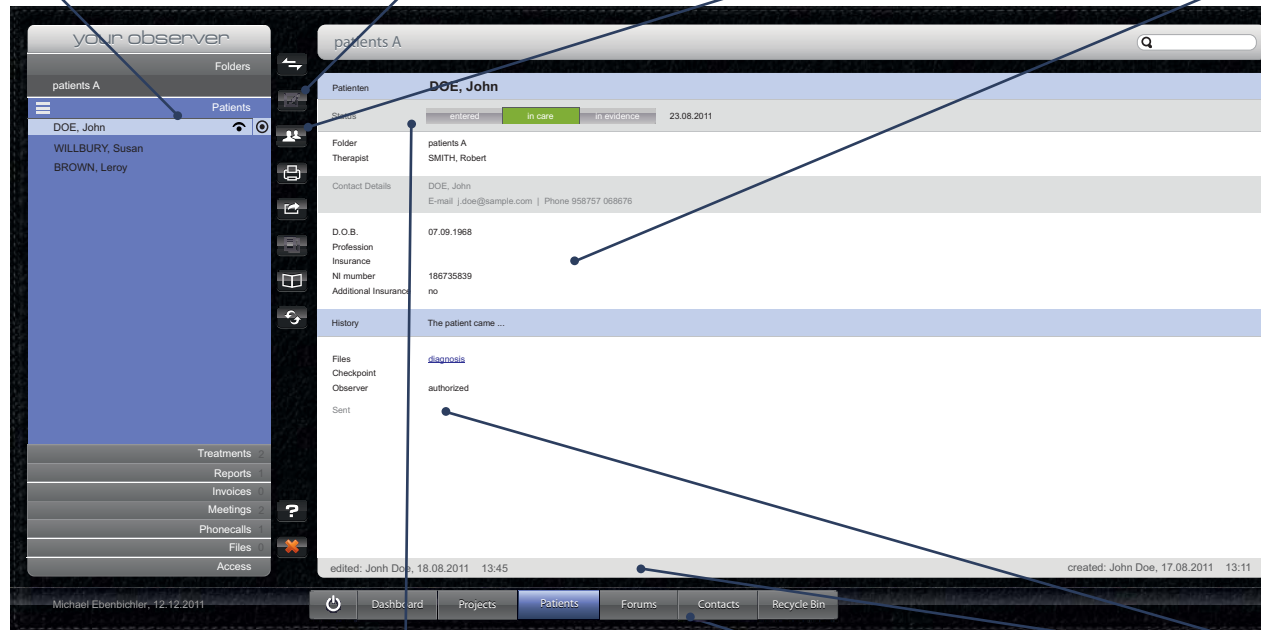 your observer
Folders
patients A
Patients
DOE, John
WILLBURY, Susan
BROWN, Leroy
Treatments 2
Reports 1
Invoices 0
Meetings 2
Phonecalls 1
Files 0
Access
patients A
Patienten DOE, John
Status entered in care in evidence 23.08.2011
Folder patients A
Therapist SMITH, Robert
Contact Details DOE, John
E-mail j.doe@sample.com | Phone 958757 068676
D.O.B. 07.09.1968
Profession
Insurance
NI mumber 186735839
Additional Insurance no
History The patient came ...
Files diagnosis
Checkpoint
Observer authorized
Sent
?
edited: Jonh Doe, 18.08.2011 13:45 created: John Doe, 17.08.2011 13:11
Michael Ebenbichler, 12.12.2011 Dashboard Projects Patients Forums Contacts Recycle Bin